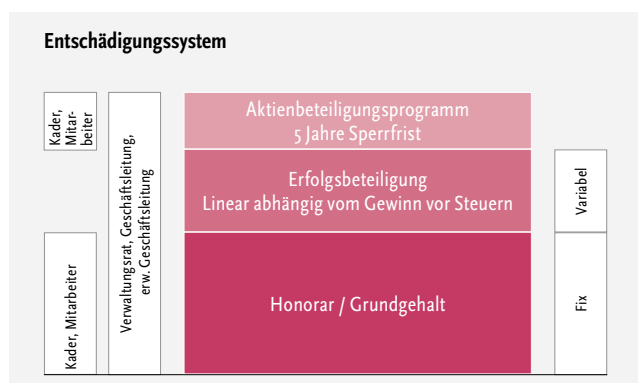 Entschädigungssystem
Kader,
Mitar-
beiter
Verwaltungsrat, Geschäftsleitung,
erw. Geschäftsleitung
Aktienbeteiligungsprogramm
5 Jahre Sperrfrist
Erfolgsbeteiligung
Linear abhängig vom Gewinn vor Steuern
Variabel
Kader, Mitarbeiter
Honorar / Grundgehalt
Fix